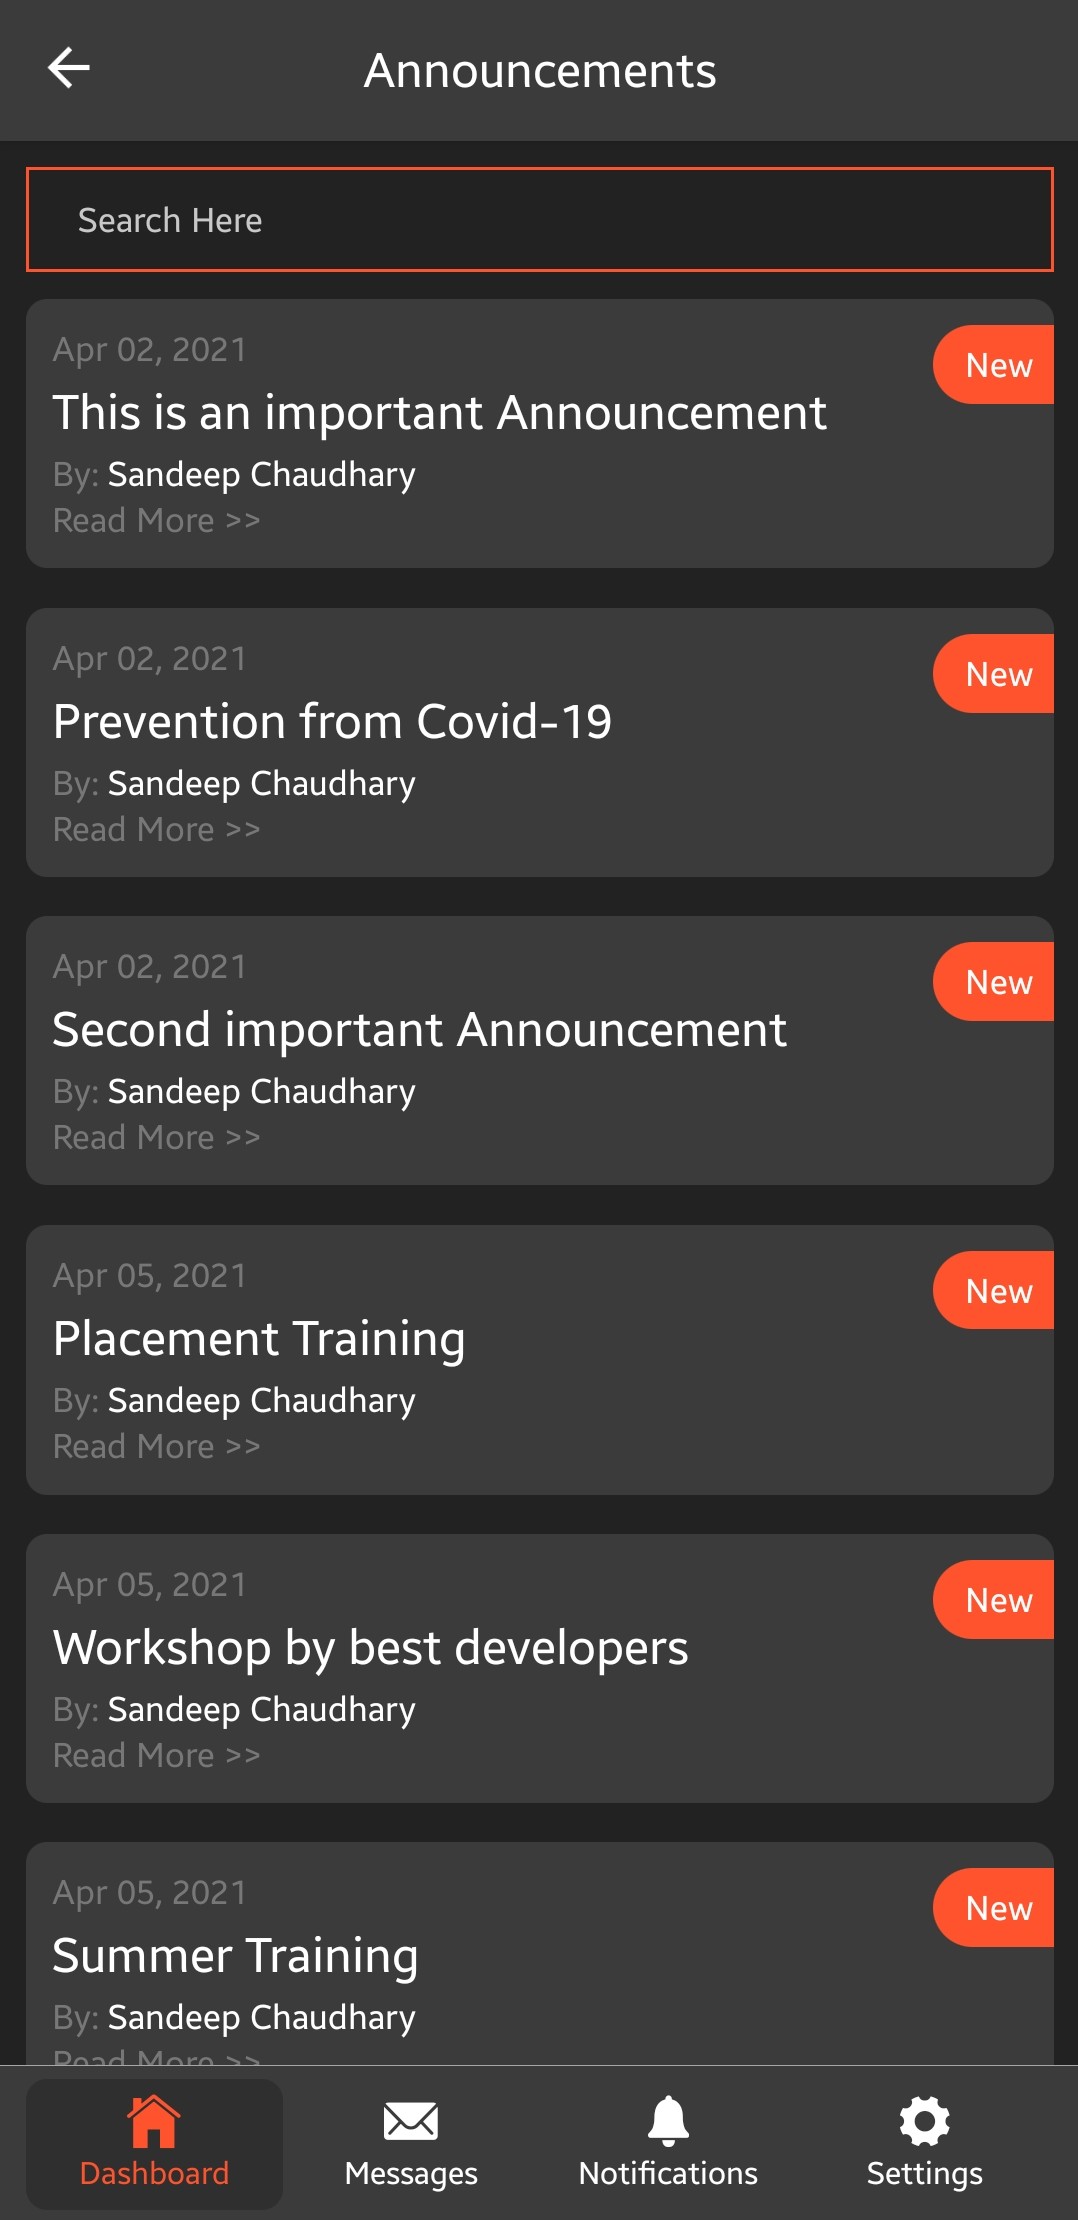 Announcements
Search Here
Apr 02, 2021
New
This is an important Announcement
By: Sandeep Chaudhary
Read More >>
Apr 02, 2021
New
Prevention from Covid-19
By: Sandeep Chaudhary
Read More >>
Apr 02, 2021
New
Second important Announcement
By: Sandeep Chaudhary
Read More >>
Apr 05, 2021
New
Placement Training
By: Sandeep Chaudhary
Read More >>
Apr 05, 2021
New
Workshop by best developers
By: Sandeep Chaudhary
Read More >>
Apr 05, 2021
New
Summer Training
By: Sandeep Chaudhary
Read More >>
Dashboard
Messages
Notifications
Settings